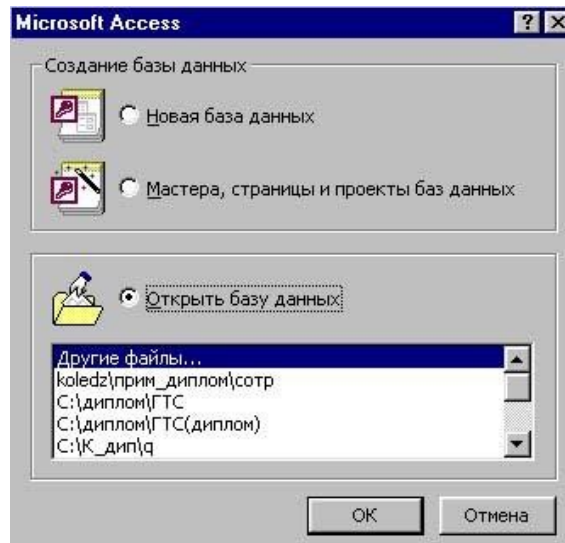 Microsoft Access
Создание базы данных
Новая база данных
Мастера, страницы и проекты баз данных
Открыть базу данных
Другие файлы...
koledz\прим_диплом\сотр
C:\диплом\ГТС
C:\диплом\ГТС(диплом)
C:\К_дип\q
ОК
Отмена